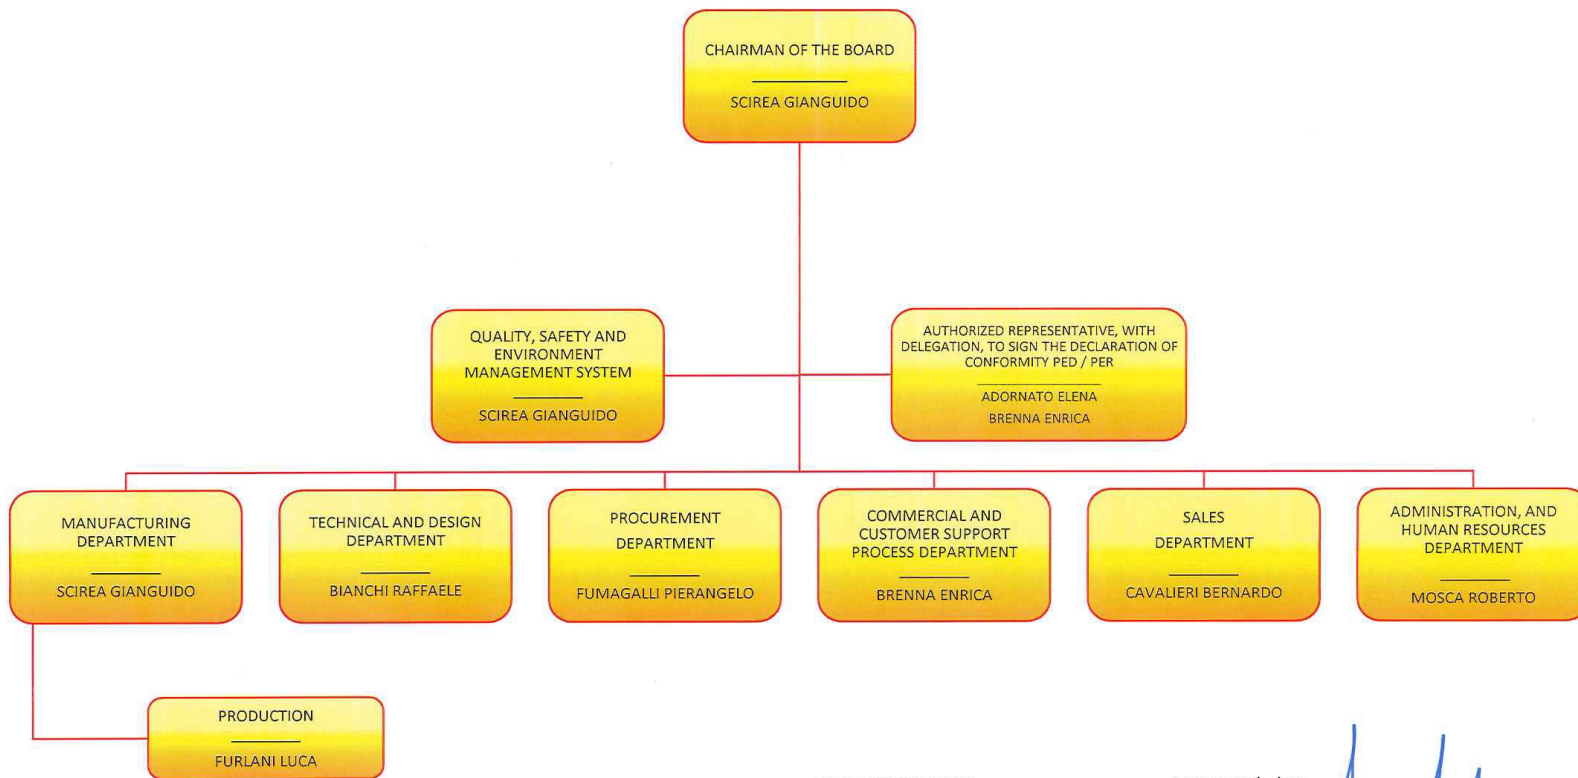 CHAIRMAN OF THE BOARD
SCIREA GIANGUIDO
QUALITY, SAFETY AND
ENVIRONMENT
MANAGEMENT SYSTEM
SCIREA GIANGUIDO
AUTHORIZED REPRESENTATIVE, WITH
DELEGATION, TO SIGN THE DECLARATION OF
CONFORMITY PED / PER
ADORNATO ELENA
BRENNA ENRICA
MANUFACTURING
DEPARTMENT
SCIREA GIANGUIDO
TECHNICAL AND DESIGN
DEPARTMENT
BIANCHI RAFFAELE
PROCUREMENT
DEPARTMENT
FUMAGALLI PIERANGELO
COMMERCIAL AND
CUSTOMER SUPPORT
PROCESS DEPARTMENT
BRENNA ENRICA
SALES
DEPARTMENT
CAVALIERI BERNARDO
ADMINISTRATION, AND
HUMAN RESOURCES
DEPARTMENT
MOSCA ROBERTO
PRODUCTION
FURLANI LUCA